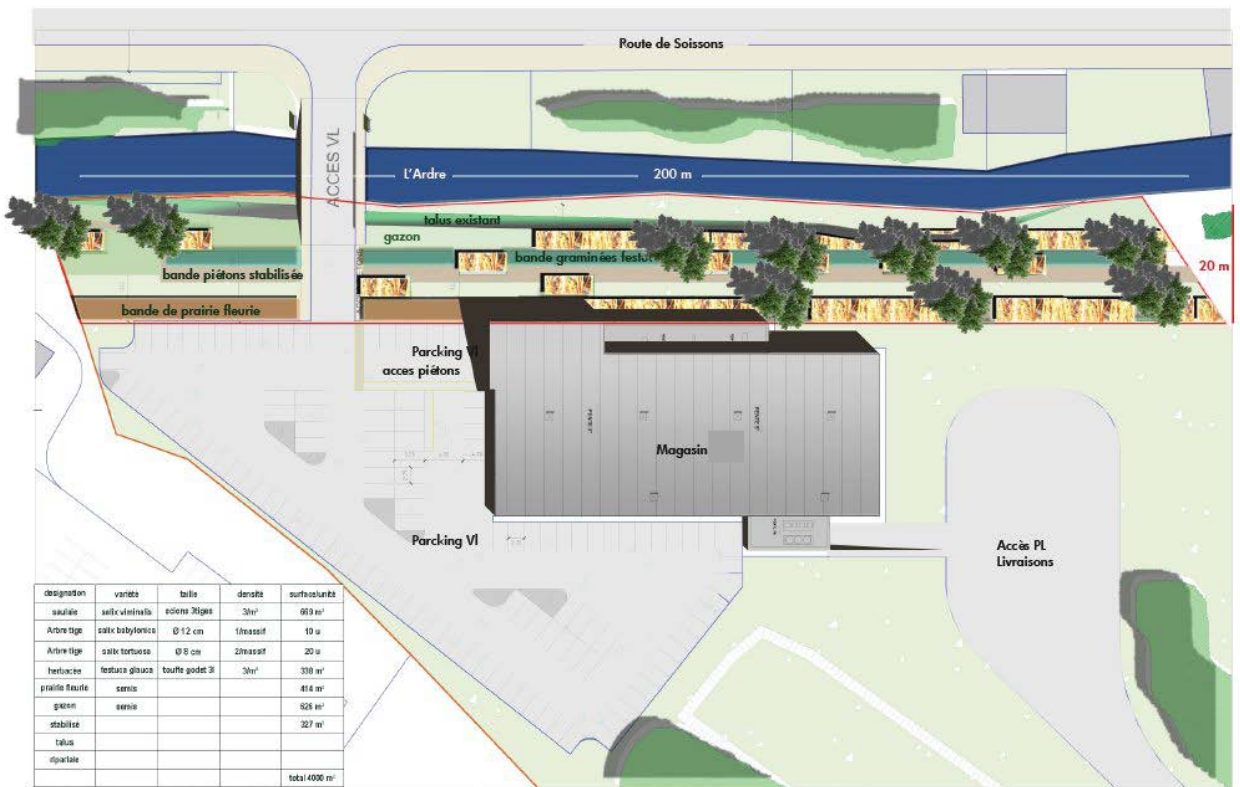 Route de Soissons
ACCES VL
L'Ardre
200 m
talus existant
gazon
bande graminées festu
bande piétons stabilisée
20 m
bande de prairie fleurie
Parcking Vl
acces piétons
Magasin
Parcking Vl
Accès PL
Livraisons
designation variété taille densité surface/unité
saulaie salix viminalis scions 3tiges 3/m² 669 m²
Arbre tige salix babylonica Ø 12 cm 1/massif 10 u
Arbre tige salix tortuosa Ø 8 cm 2/massif 20 u
herbacée festuca glauca touffe godet 3l 3/m² 338 m²
prairie fleurie semis 414 m²
gazon semis 626 m²
stabilisé 327 m²
talus
ripariale
total 4000 m²